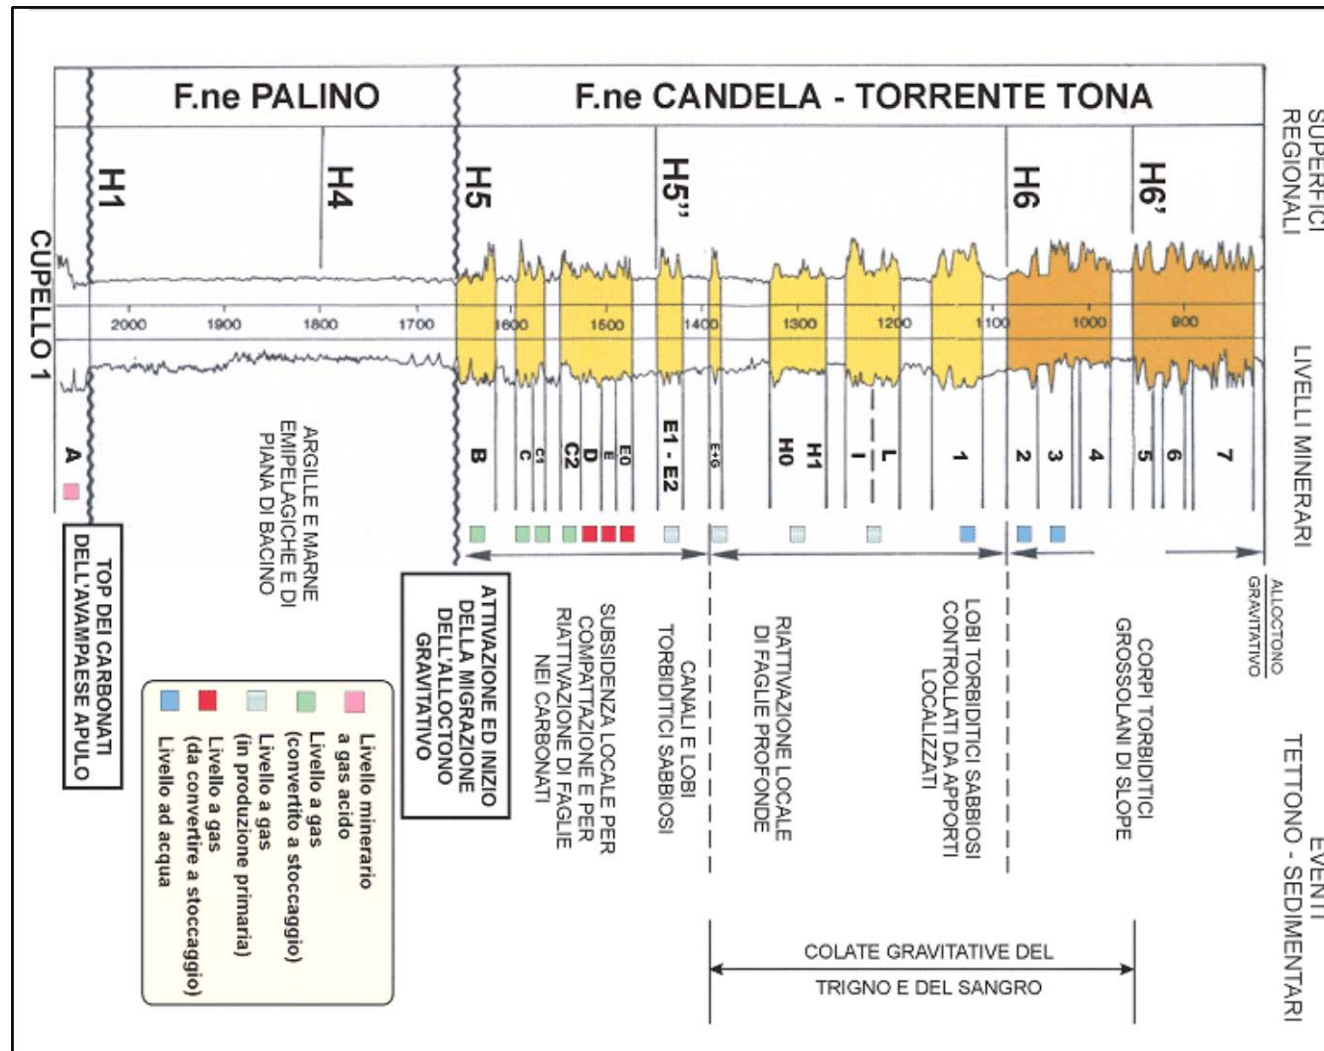 F.ne PALINO
F.ne CANDELA - TORRENTE TONA
SUPERFICI
REGIONALI
H1
H4
H5
H5”
H6
H6’
CUPELLO 1
2000
1900
1800
1700
1600
1500
1400
1300
1200
1100
1000
900
LIVELLI MINERARI
A
B
C
C1
C2
D
E
E0
E1 - E2
E+G
H0
H1
I
L
1
2
3
4
5
6
7
ALLOCTONO
GRAVITATIVO
TOP DEI CARBONATI
DELL'AVAMPAESE APULO
ARGILLE E MARNE
EMIPELAGICHE E DI
PIANA DI BACINO
ATTIVAZIONE ED INIZIO
DELLA MIGRAZIONE
DELL'ALLOCTONO
GRAVITATIVO
SUBSIDENZA LOCALE PER
COMPATTAZIONE E PER
RIATTIVAZIONE DI FAGLIE
NEI CARBONATI
CANALI E LOBI
TORBIDITICI SABBIOSI
RIATTIVAZIONE LOCALE
DI FAGLIE PROFONDE
LOBI TORBIDITICI SABBIOSI
CONTROLLATI DA APPORTI
LOCALIZZATI
CORPI TORBIDITICI
GROSSOLANI DI SLOPE
EVENTI
TETTONO - SEDIMENTARI
COLATE GRAVITATIVE DEL
TRIGNO E DEL SANGRO
Livello minerario
a gas acido
Livello a gas
(convertito a stoccaggio)
Livello a gas
(in produzione primaria)
Livello a gas
(da convertire a stoccaggio)
Livello ad acqua